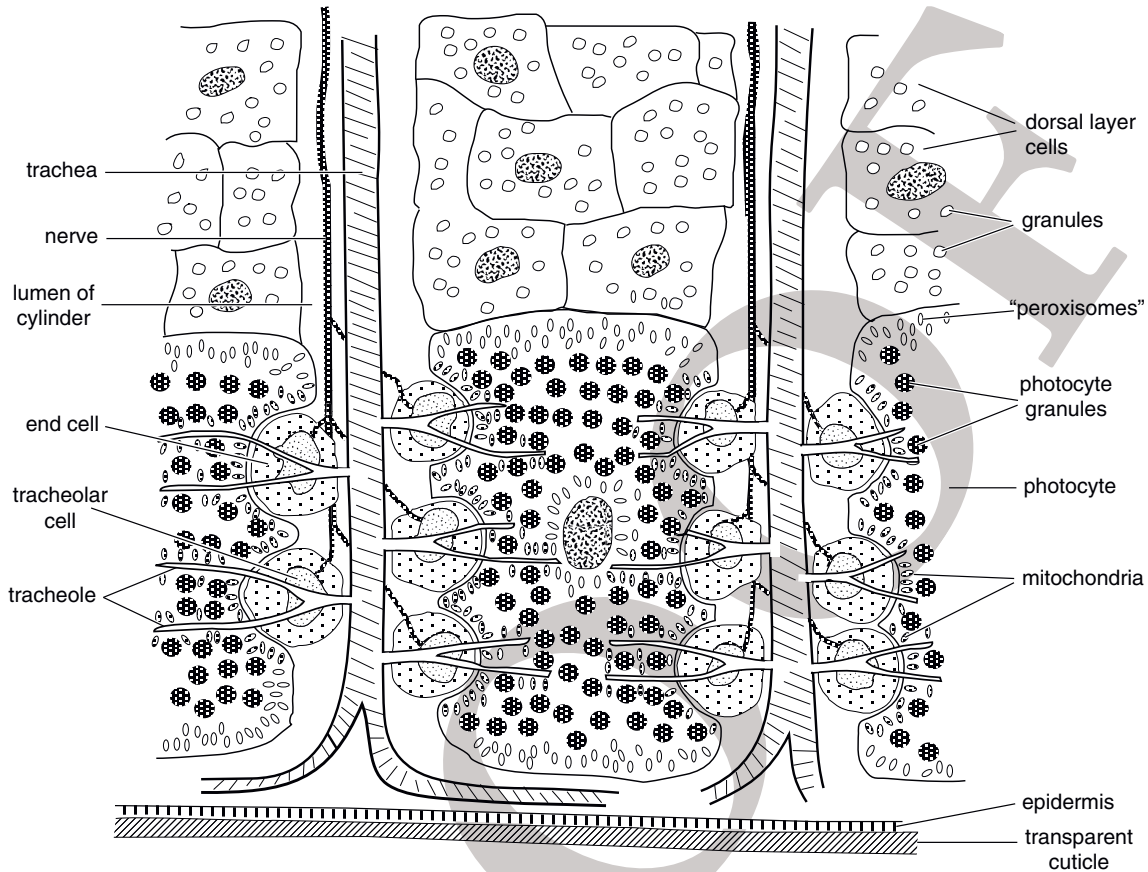 trachea
nerve
lumen of
cylinder
end cell
tracheolar
cell
tracheole
dorsal layer
cells
granules
“peroxisomes”
photocyte
granules
photocyte
mitochondria
epidermis
transparent
cuticle